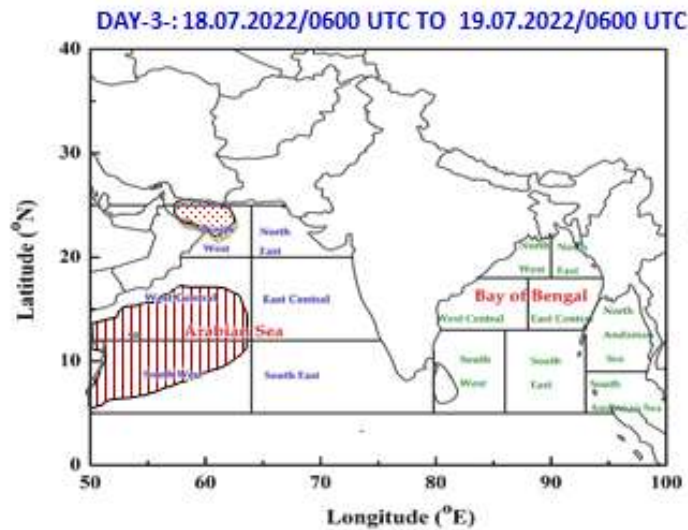 DAY-3-: 18.07.2022/0600 UTC TO 19.07.2022/0600 UTC
40
30
20
10
0
Latitude (°N)
West
North
East
West Central
East Central
Arabian Sea
South West
South East
North
West
North
East
Bay of Bengal
West Central
East Central
North
Andaman
Sea
South
West
South
East
South
Andaman Sea
50 60 70 80 90 100
Longitude (°E)